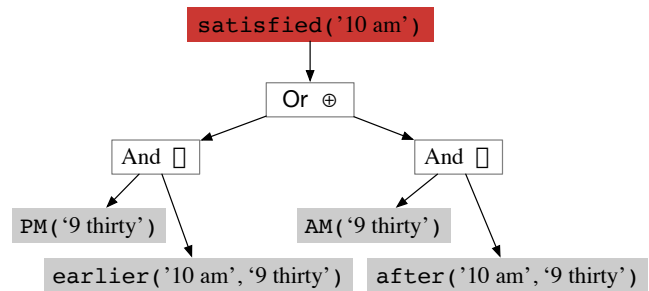 satisfied('10 am')
Or ⊕
And ▯
And ▯
PM('9 thirty')
AM('9 thirty')
earlier('10 am', '9 thirty')
after('10 am', '9 thirty')